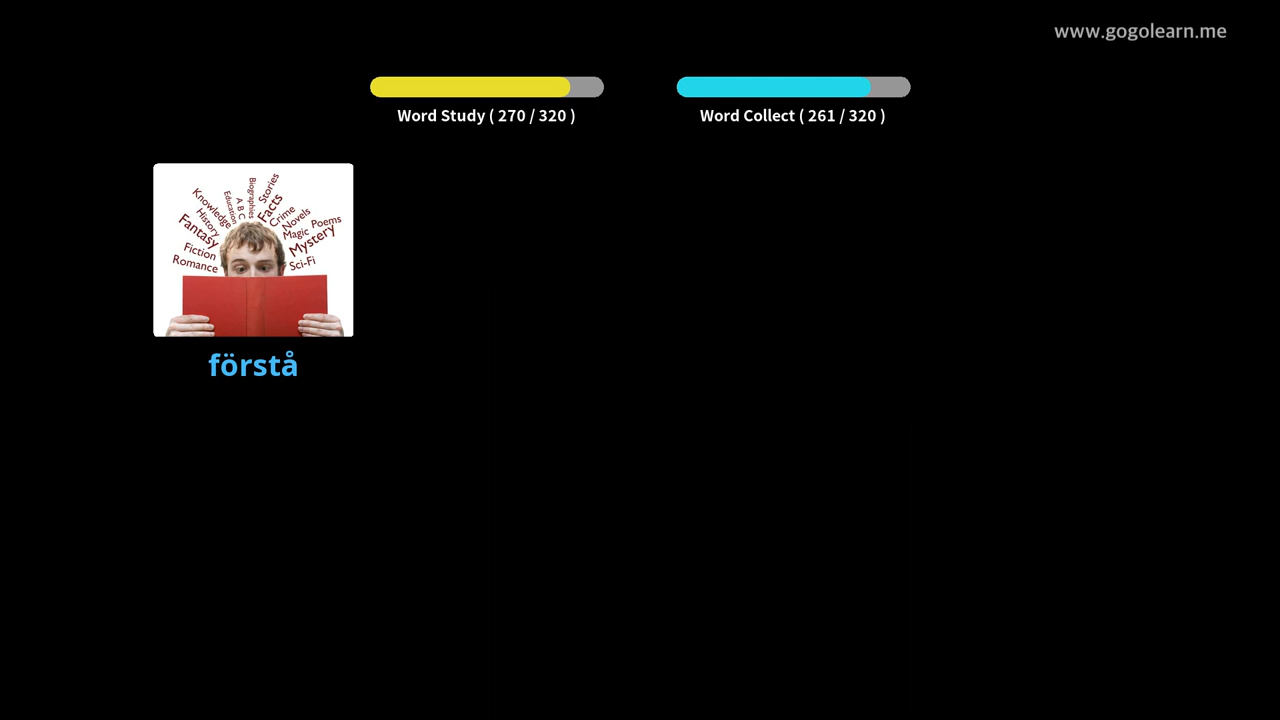 www.gogolearn.me
Word Study ( 270 / 320 )
Word Collect ( 261 / 320 )
Biographies
Stories
Education
A B C
Facts
Knowledge
Crime
History
Novels
Fantasy
Magic
Poems
Mystery
Fiction
Romance
Sci-Fi
förstå